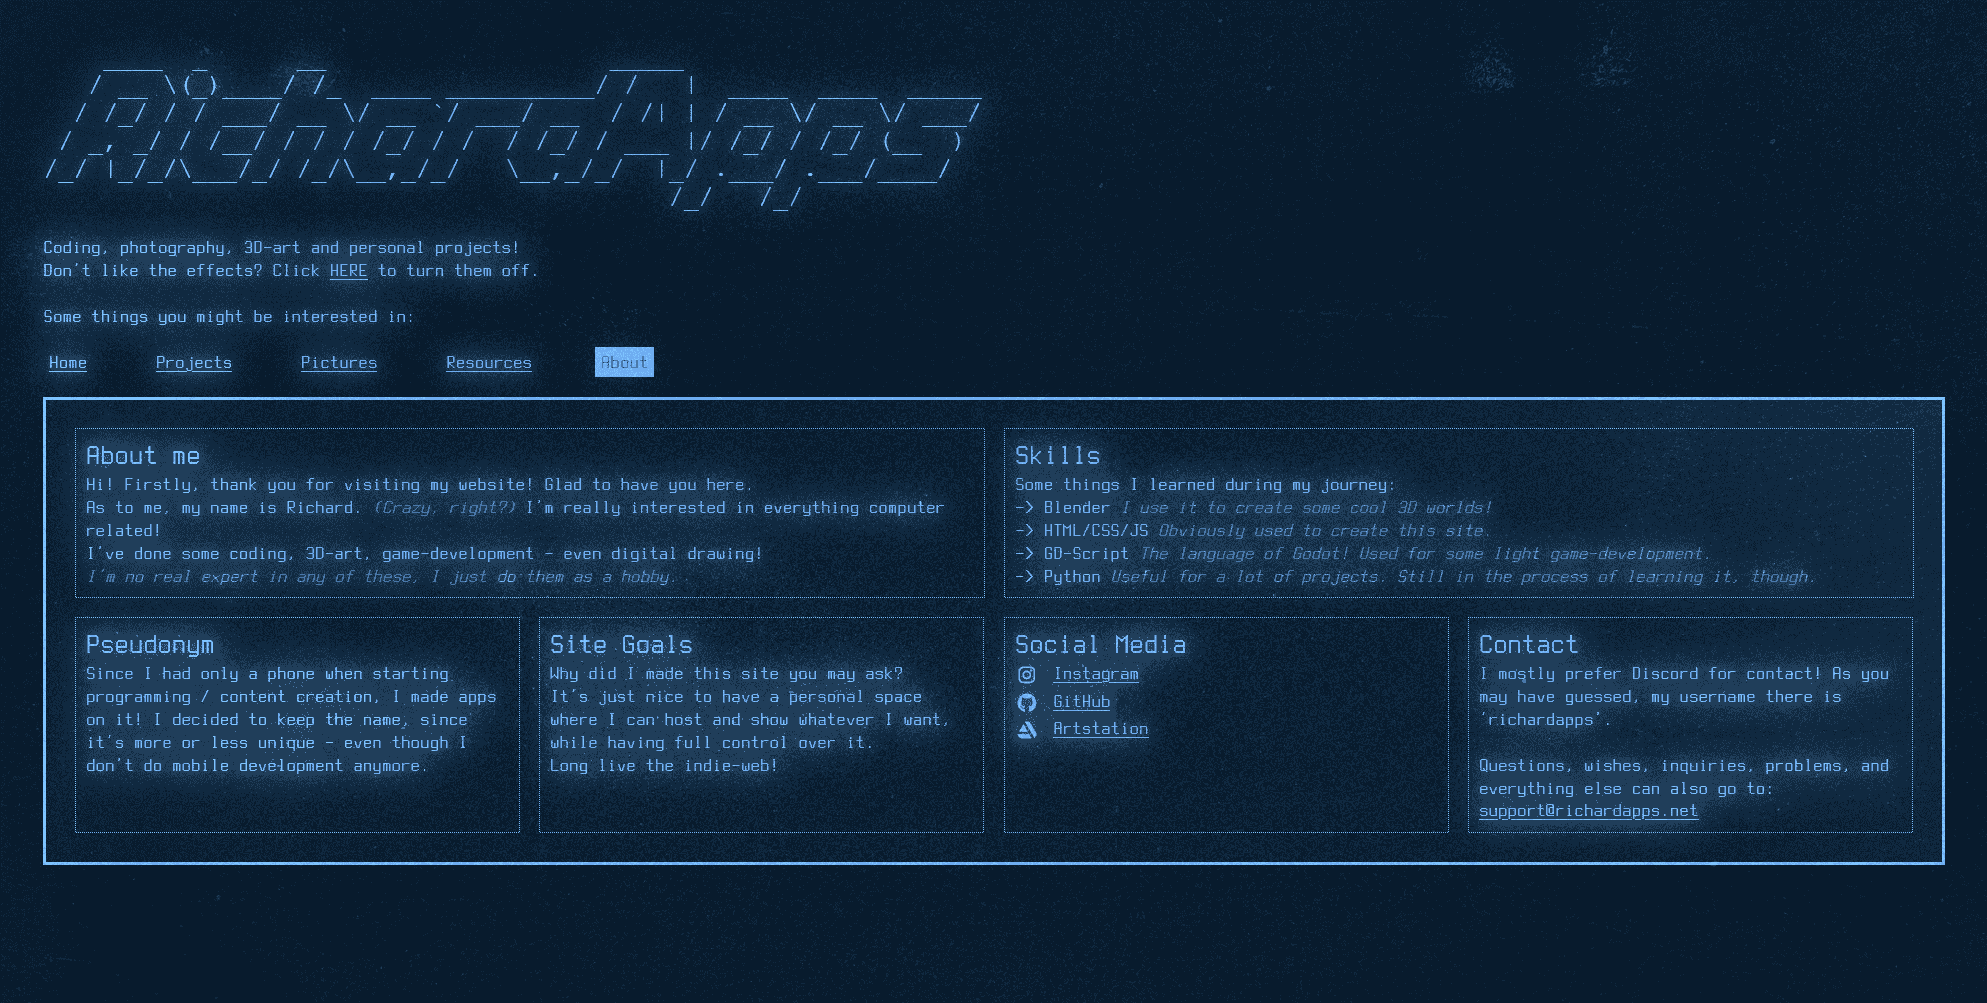 RichardApps
Coding, photography, 3D-art and personal projects!
Don't like the effects? Click HERE to turn them off.
Some things you might be interested in:
Home Projects Pictures Resources About
About me
Hi! Firstly, thank you for visiting my website! Glad to have you here.
As to me, my name is Richard. (Crazy, right?) I'm really interested in everything computer
related!
I've done some coding, 3D-art, game-development - even digital drawing!
I'm no real expert in any of these, I just do them as a hobby.
Skills
Some things I learned during my journey:
-> Blender I use it to create some cool 3D worlds!
-> HTML/CSS/JS Obviously used to create this site.
-> GD-Script The language of Godot! Used for some light game-development.
-> Python Useful for a lot of projects. Still in the process of learning it, though.
Pseudonym
Since I had only a phone when starting
programming / content creation, I made apps
on it! I decided to keep the name, since
it's more or less unique - even though I
don't do mobile development anymore.
Site Goals
Why did I made this site you may ask?
It's just nice to have a personal space
where I can host and show whatever I want,
while having full control over it.
Long live the indie-web!
Social Media
Instagram
GitHub
Artstation
Contact
I mostly prefer Discord for contact! As you
may have guessed, my username there is
'richardapps'.
Questions, wishes, inquiries, problems, and
everything else can also go to:
support@richardapps.net